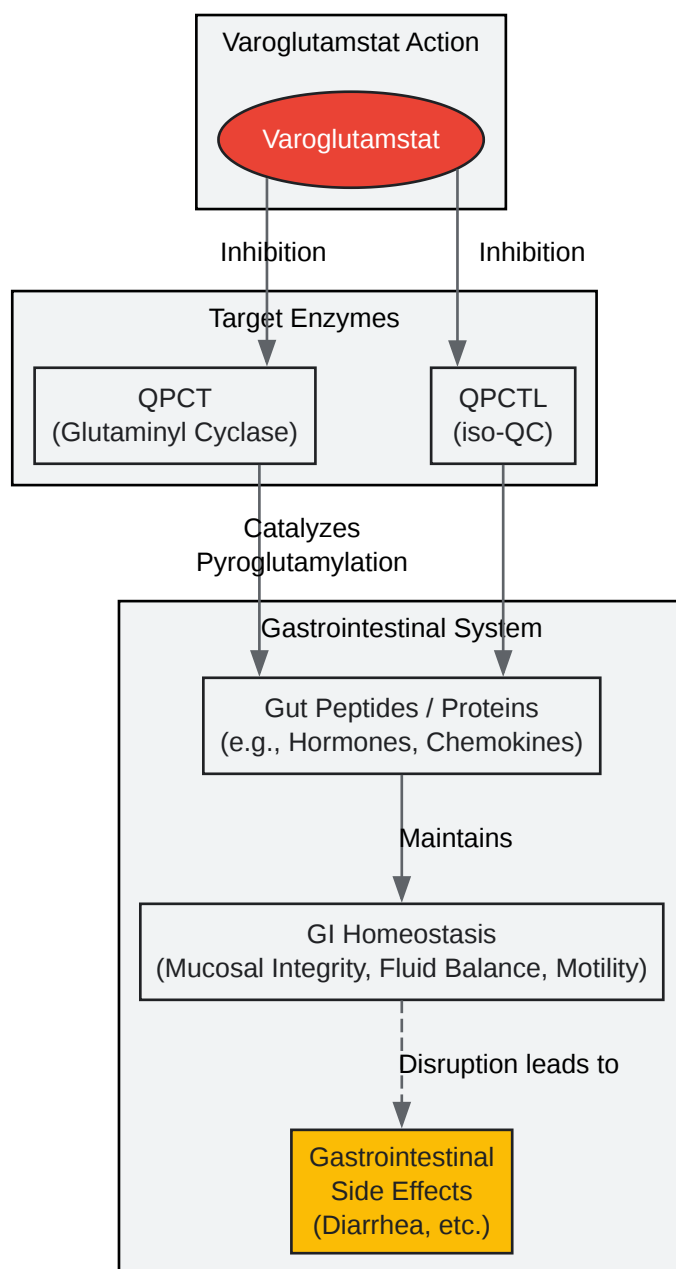 Varoglutamstat Action
Varoglutamstat
Inhibition
Inhibition
Target Enzymes
QPCT
(Glutaminyl Cyclase)
QPCTL
(iso-QC)
Catalyzes
Pyroglutamylation
Gastrointestinal System
Gut Peptides / Proteins
(e.g., Hormones, Chemokines)
Maintains
GI Homeostasis
(Mucosal Integrity, Fluid Balance, Motility)
Disruption leads to
Gastrointestinal
Side Effects
(Diarrhea, etc.)